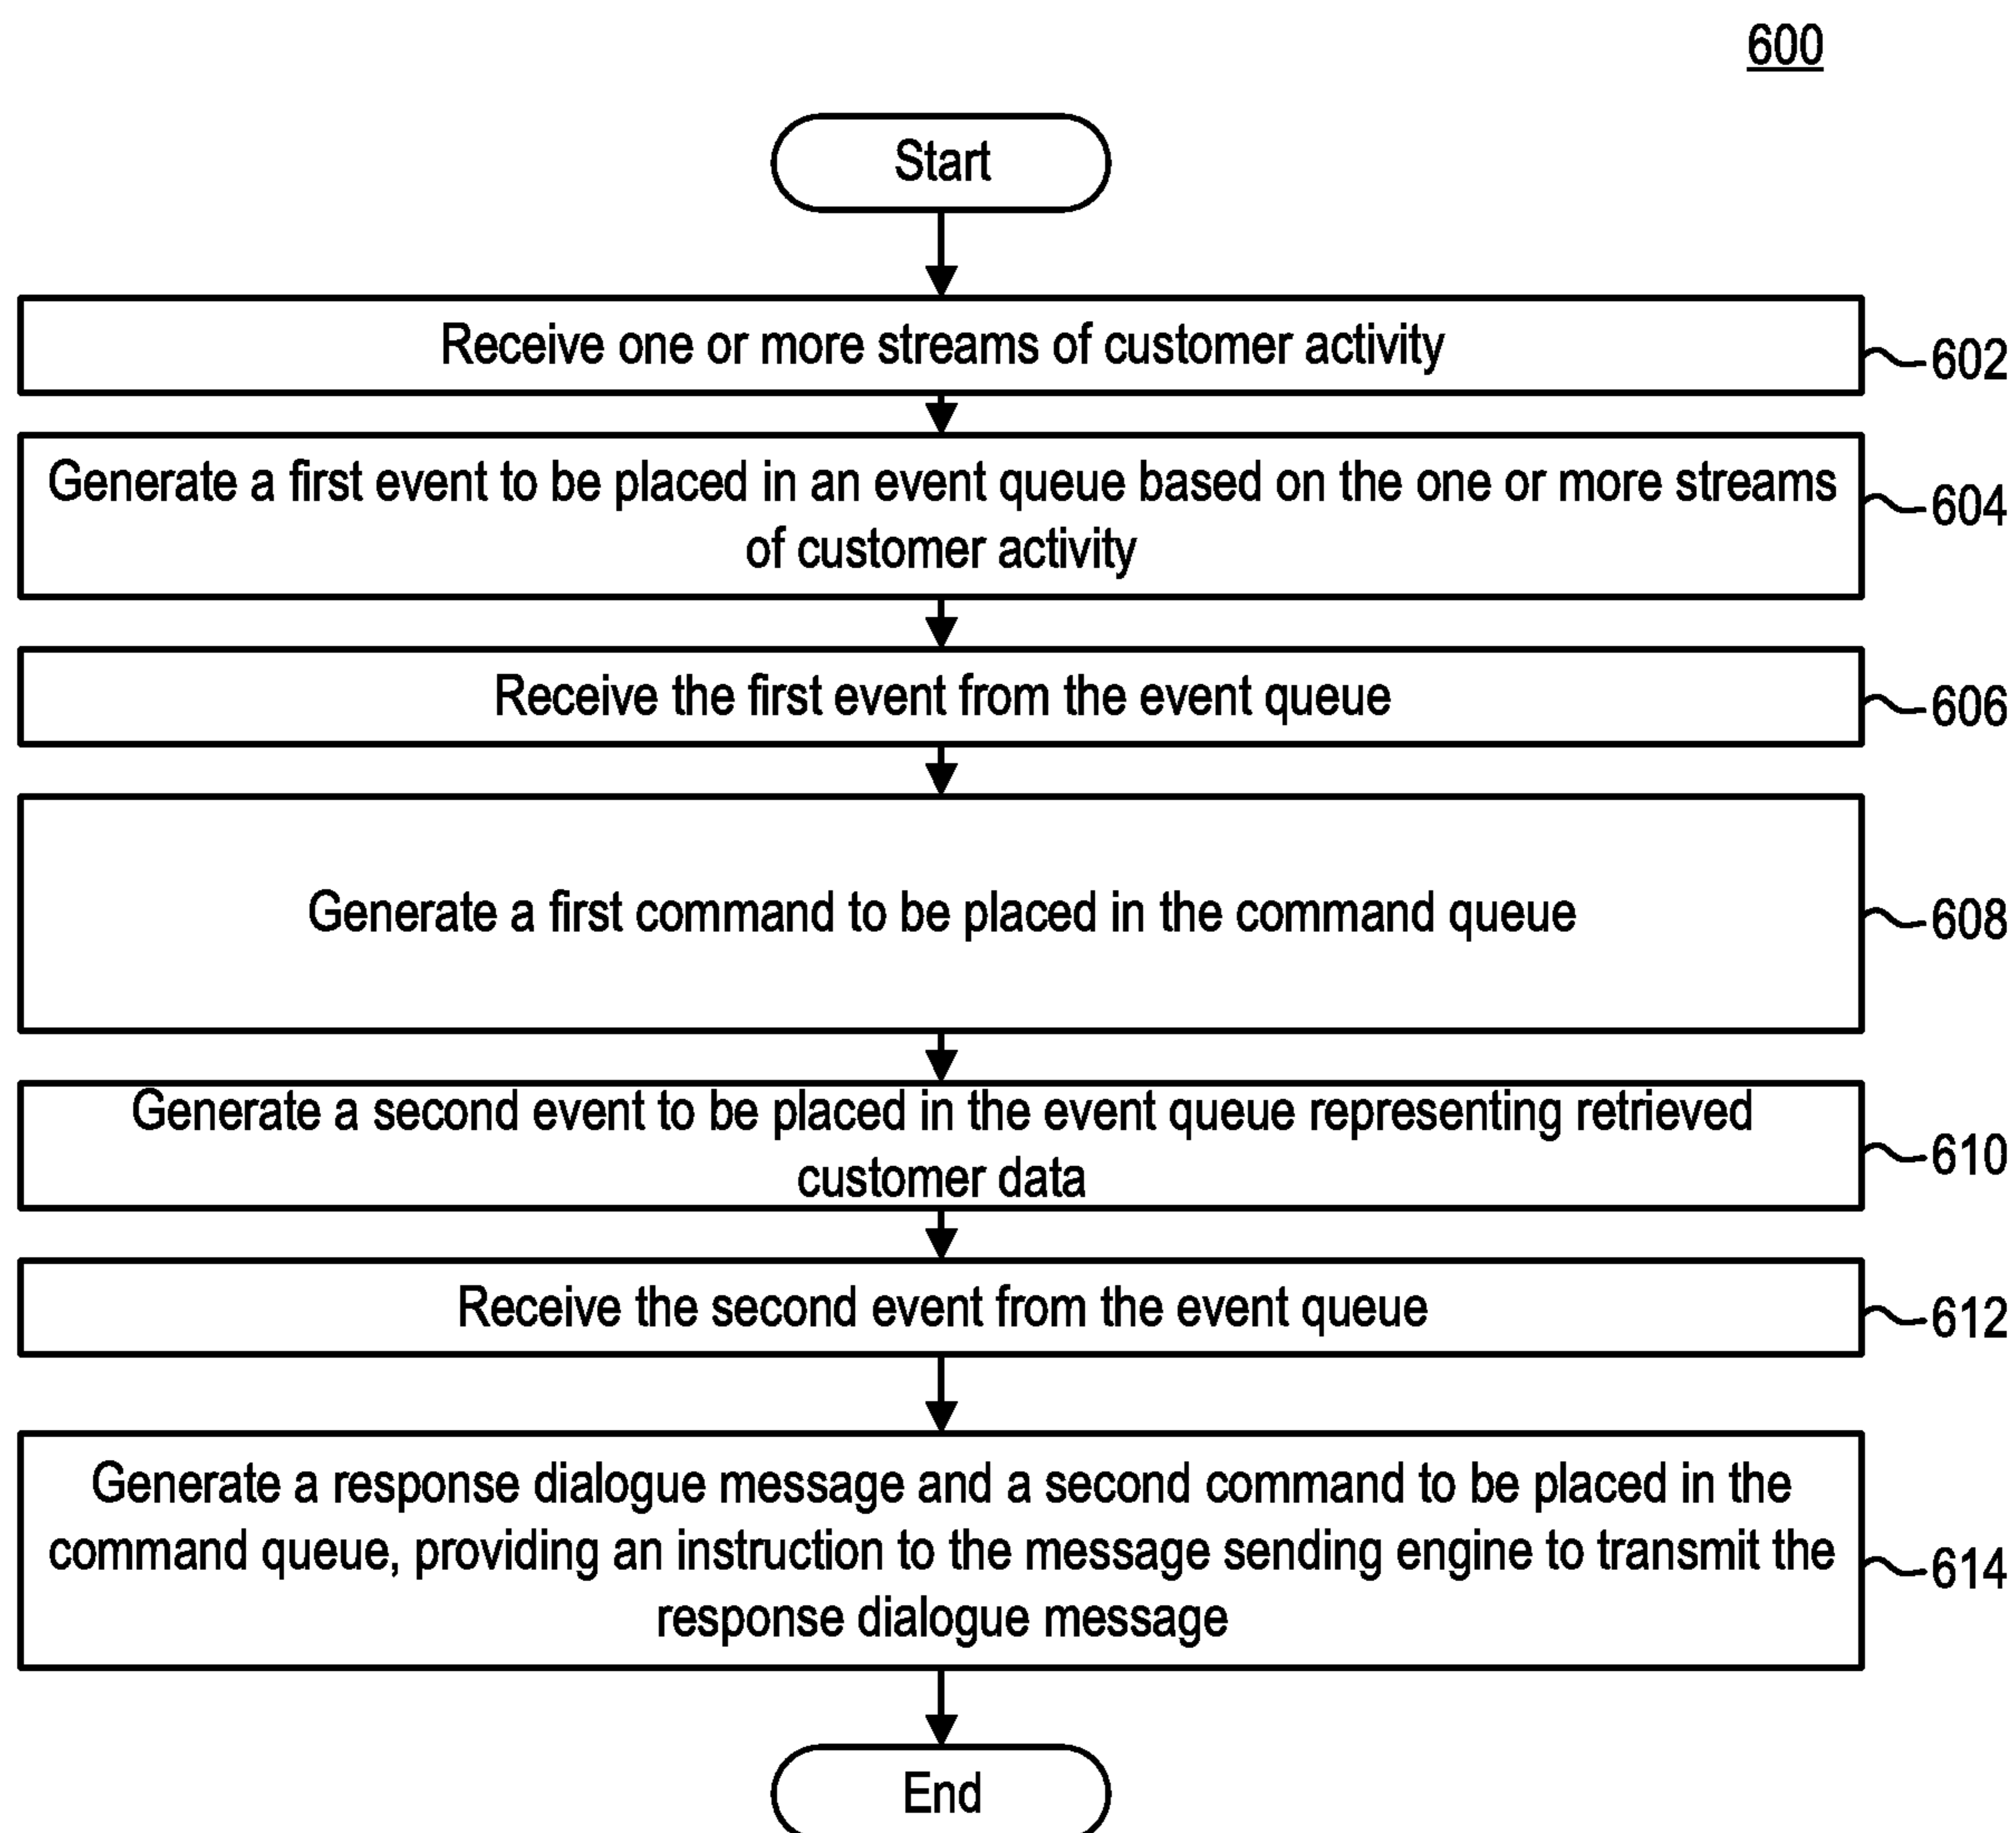 600
Start
Receive one or more streams of customer activity
602
Generate a first event to be placed in an event queue based on the one or more streams
of customer activity
604
Receive the first event from the event queue
606
Generate a first command to be placed in the command queue
608
Generate a second event to be placed in the event queue representing retrieved
customer data
610
Receive the second event from the event queue
612
Generate a response dialogue message and a second command to be placed in the
command queue, providing an instruction to the message sending engine to transmit the
response dialogue message
614
End